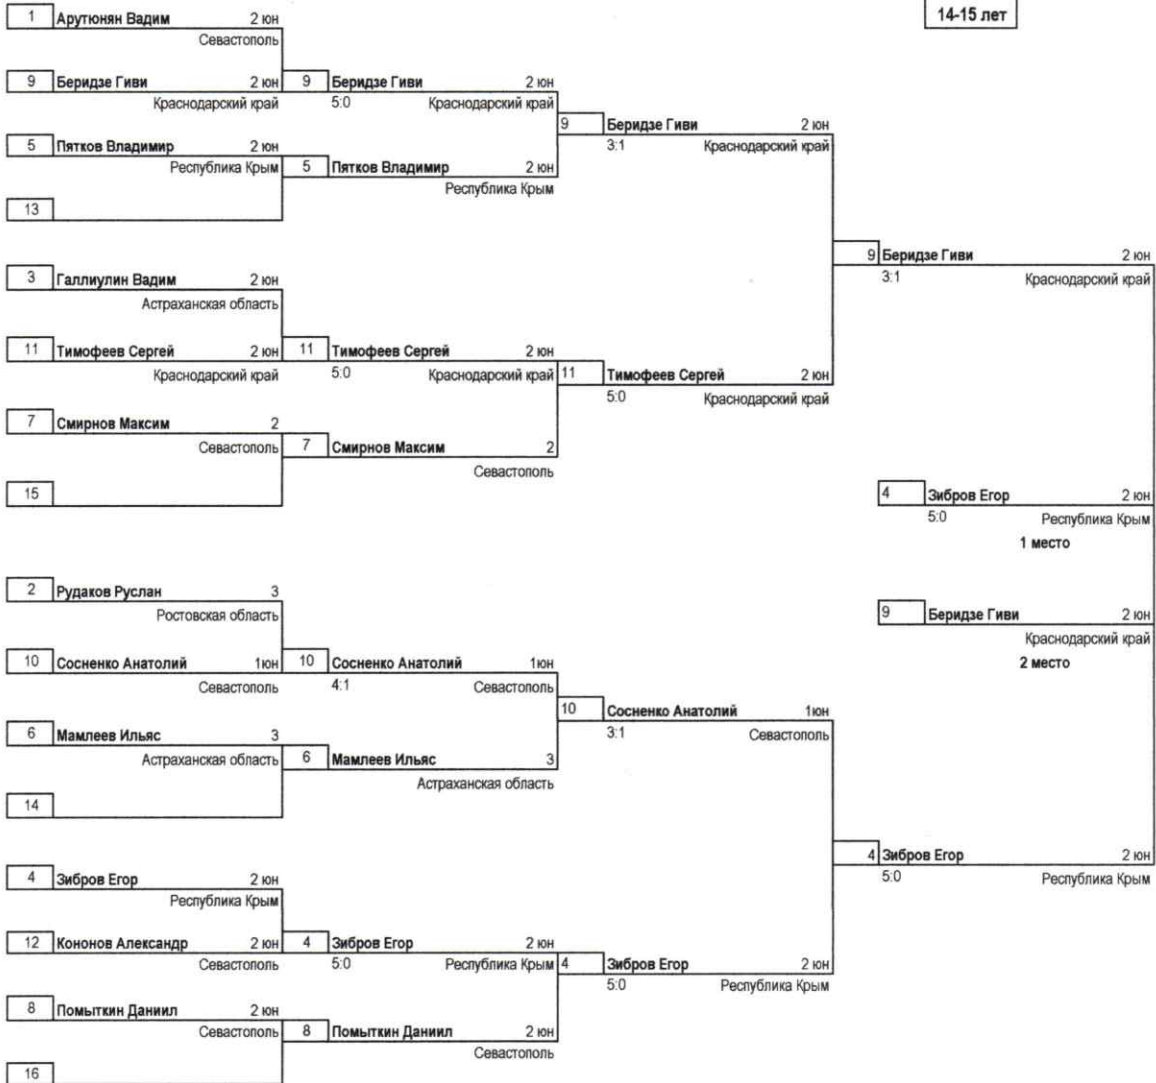 14-15 лет
1 Арутюнян Вадим 2 юн
Севастополь
9 Беридзе Гиви 2 юн
Краснодарский край
5 Пятков Владимир 2 юн
Республика Крым
13
3 Галлиулин Вадим 2 юн
Астраханская область
11 Тимофеев Сергей 2 юн
Краснодарский край
7 Смирнов Максим 2
Севастополь
15
2 Рудаков Руслан 3
Ростовская область
10 Сосненко Анатолий 1юн
Севастополь
6 Мамлеев Ильяс 3
Астраханская область
14
4 Зибров Егор 2 юн
Республика Крым
12 Кононов Александр 2 юн
Севастополь
8 Помыткин Даниил 2 юн
Севастополь
16
9 Беридзе Гиви 2 юн
5:0 Краснодарский край
5 Пятков Владимир 2 юн
Республика Крым
11 Тимофеев Сергей 2 юн
5:0 Краснодарский край
7 Смирнов Максим 2
Севастополь
10 Сосненко Анатолий 1юн
4:1 Севастополь
6 Мамлеев Ильяс 3
Астраханская область
4 Зибров Егор 2 юн
5:0 Республика Крым
8 Помыткин Даниил 2 юн
Севастополь
9 Беридзе Гиви 2 юн
3:1 Краснодарский край
11 Тимофеев Сергей 2 юн
5:0 Краснодарский край
10 Сосненко Анатолий 1юн
3:1 Севастополь
4 Зибров Егор 2 юн
5:0 Республика Крым
9 Беридзе Гиви 2 юн
3:1 Краснодарский край
4 Зибров Егор 2 юн
5:0 Республика Крым
1 место
9 Беридзе Гиви 2 юн
Краснодарский край
2 место
4 Зибров Егор 2 юн
5:0 Республика Крым